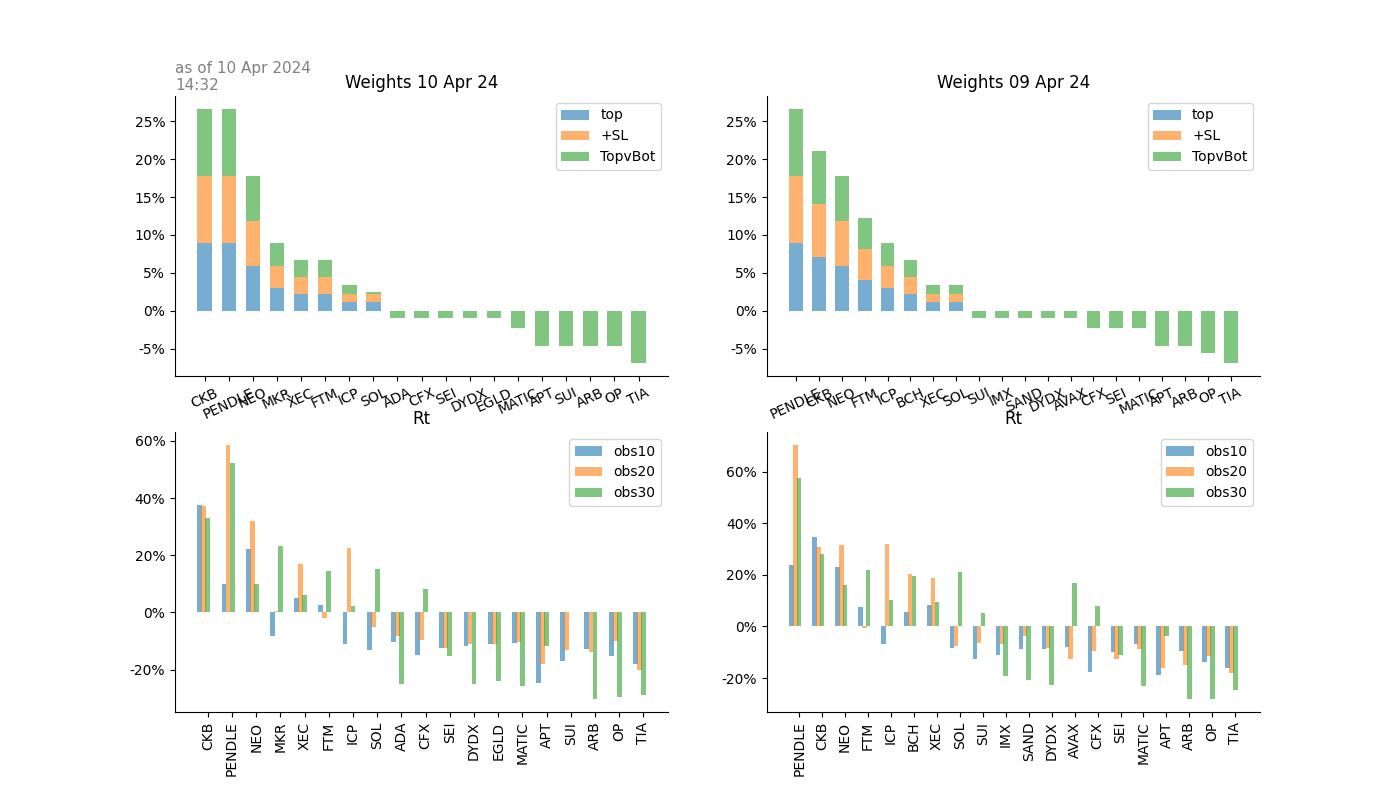 as of 10 Apr 2024
14:32
Weights 10 Apr 24
25%
20%
15%
10%
5%
0%
-5%
top
+SL
TopvBot
CKB PENDLE NEO MKR XEC FTM ICP SOL ADA CFX SEI DYDX EGLD MATIC APT SUI ARB OP TIA
Weights 09 Apr 24
25%
20%
15%
10%
5%
0%
-5%
top
+SL
TopvBot
PENDLE CKB NEO FTM ICP BCH XEC SOL SUI IMX SAND DYDX AVAX CFX SEI MATIC APT ARB OP TIA
Rt
60%
40%
20%
0%
-20%
obs10
obs20
obs30
CKB PENDLE NEO MKR XEC FTM ICP SOL ADA CFX SEI DYDX EGLD MATIC APT SUI ARB OP TIA
Rt
60%
40%
20%
0%
-20%
obs10
obs20
obs30
PENDLE CKB NEO FTM ICP BCH XEC SOL SUI IMX SAND DYDX AVAX CFX SEI MATIC APT ARB OP TIA